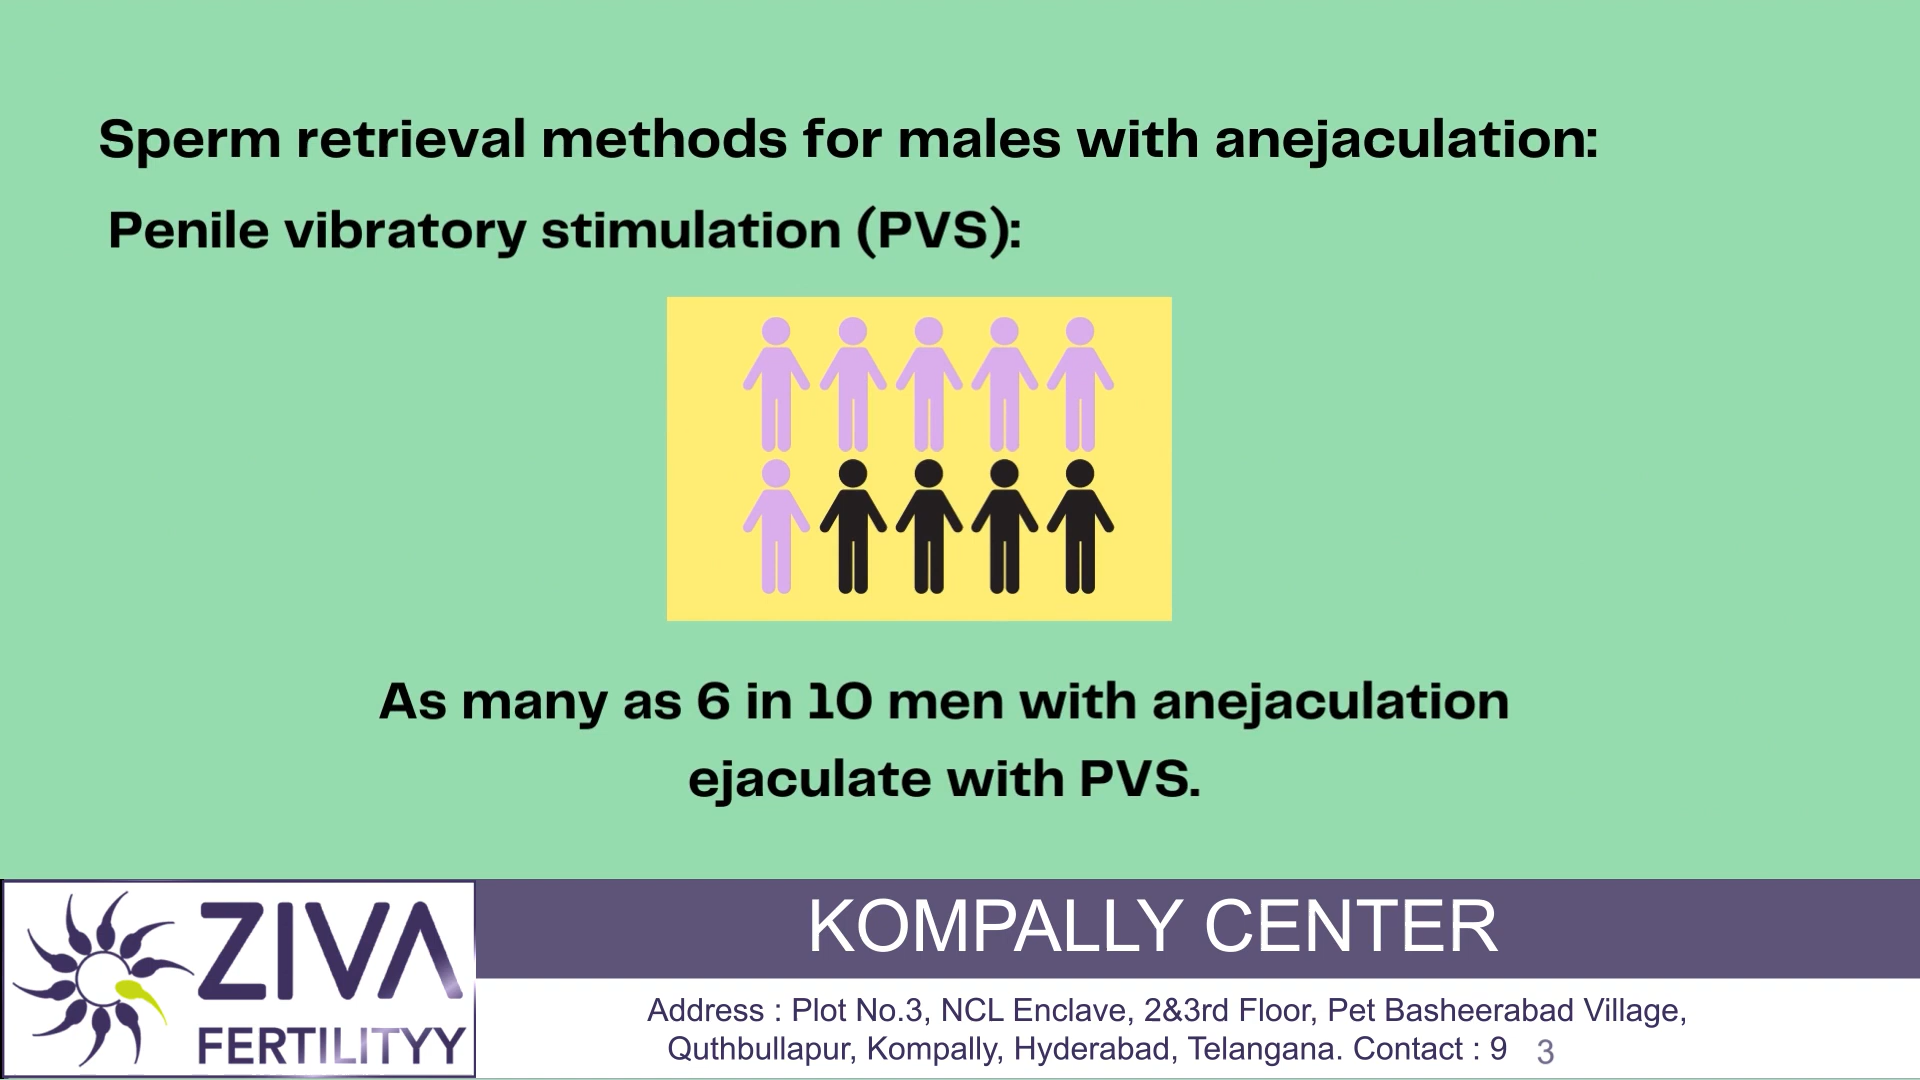 Sperm retrieval methods for males with anejaculation:
Penile vibratory stimulation (PVS):
As many as 6 in 10 men with anejaculation
ejaculate with PVS.
ZIVA
FERTILITYY
KOMPALLY CENTER
Address : Plot No.3, NCL Enclave, 2&3rd Floor, Pet Basheerabad Village,
Quthbullapur, Kompally, Hyderabad, Telangana. Contact : 9 3